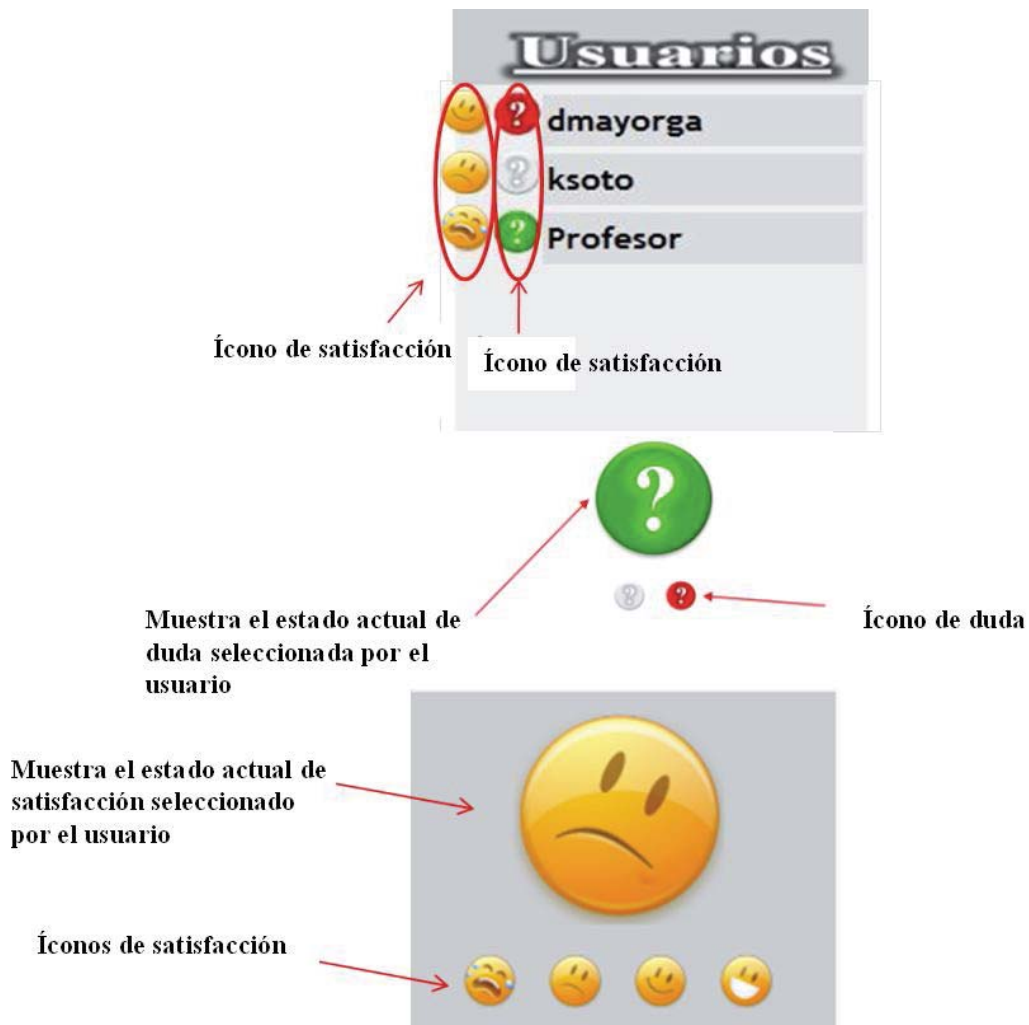 Usuarios
? dmayorga
? ksoto
? Profesor
Ícono de satisfacción
Ícono de satisfacción
?
? ?
Muestra el estado actual de
duda seleccionada por el
usuario
Ícono de duda
Muestra el estado actual de
satisfacción seleccionado
por el usuario
Íconos de satisfacción